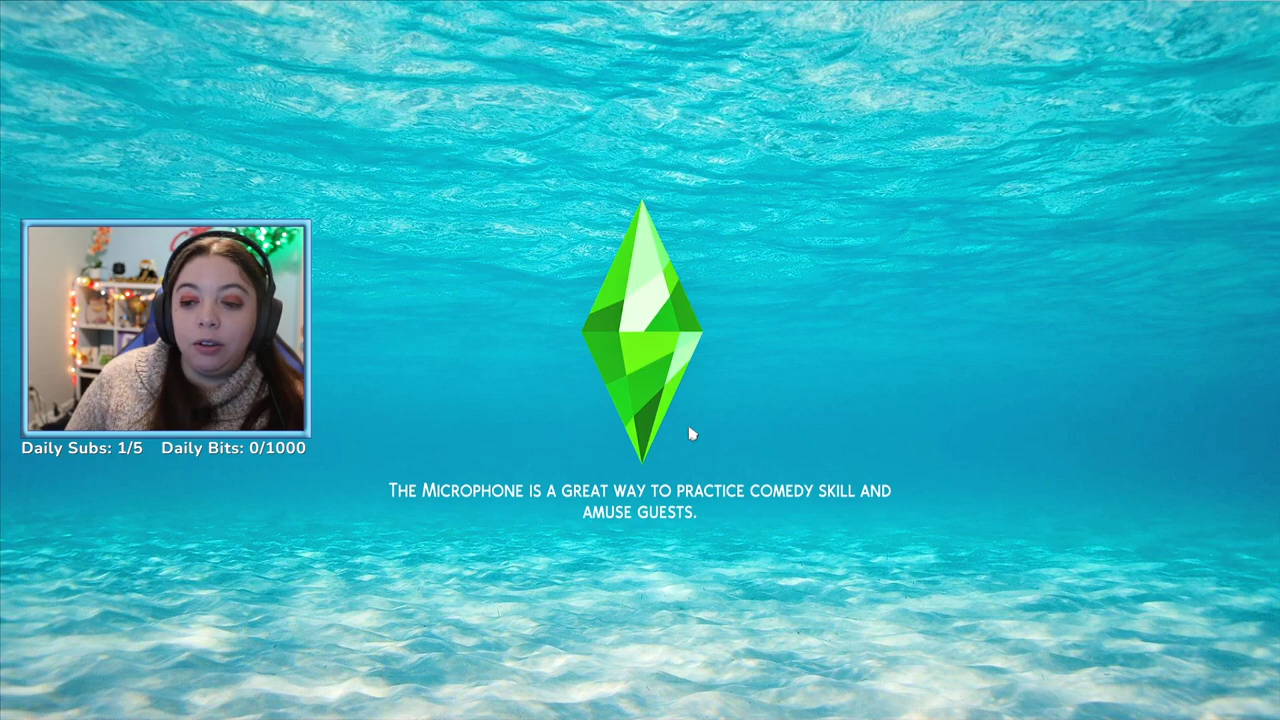 Daily Subs: 1/5 Daily Bits: 0/1000
The Microphone is a great way to practice comedy skill and
amuse guests.